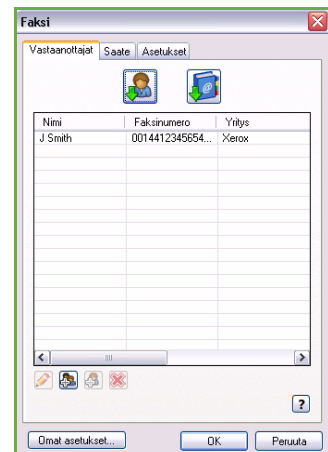 Faksi
Vastaanottajat Saate Asetukset
Nimi Faksinumero Yritys
J Smith 0014412345654... Xerox
?
Omat asetukset... OK Peruuta